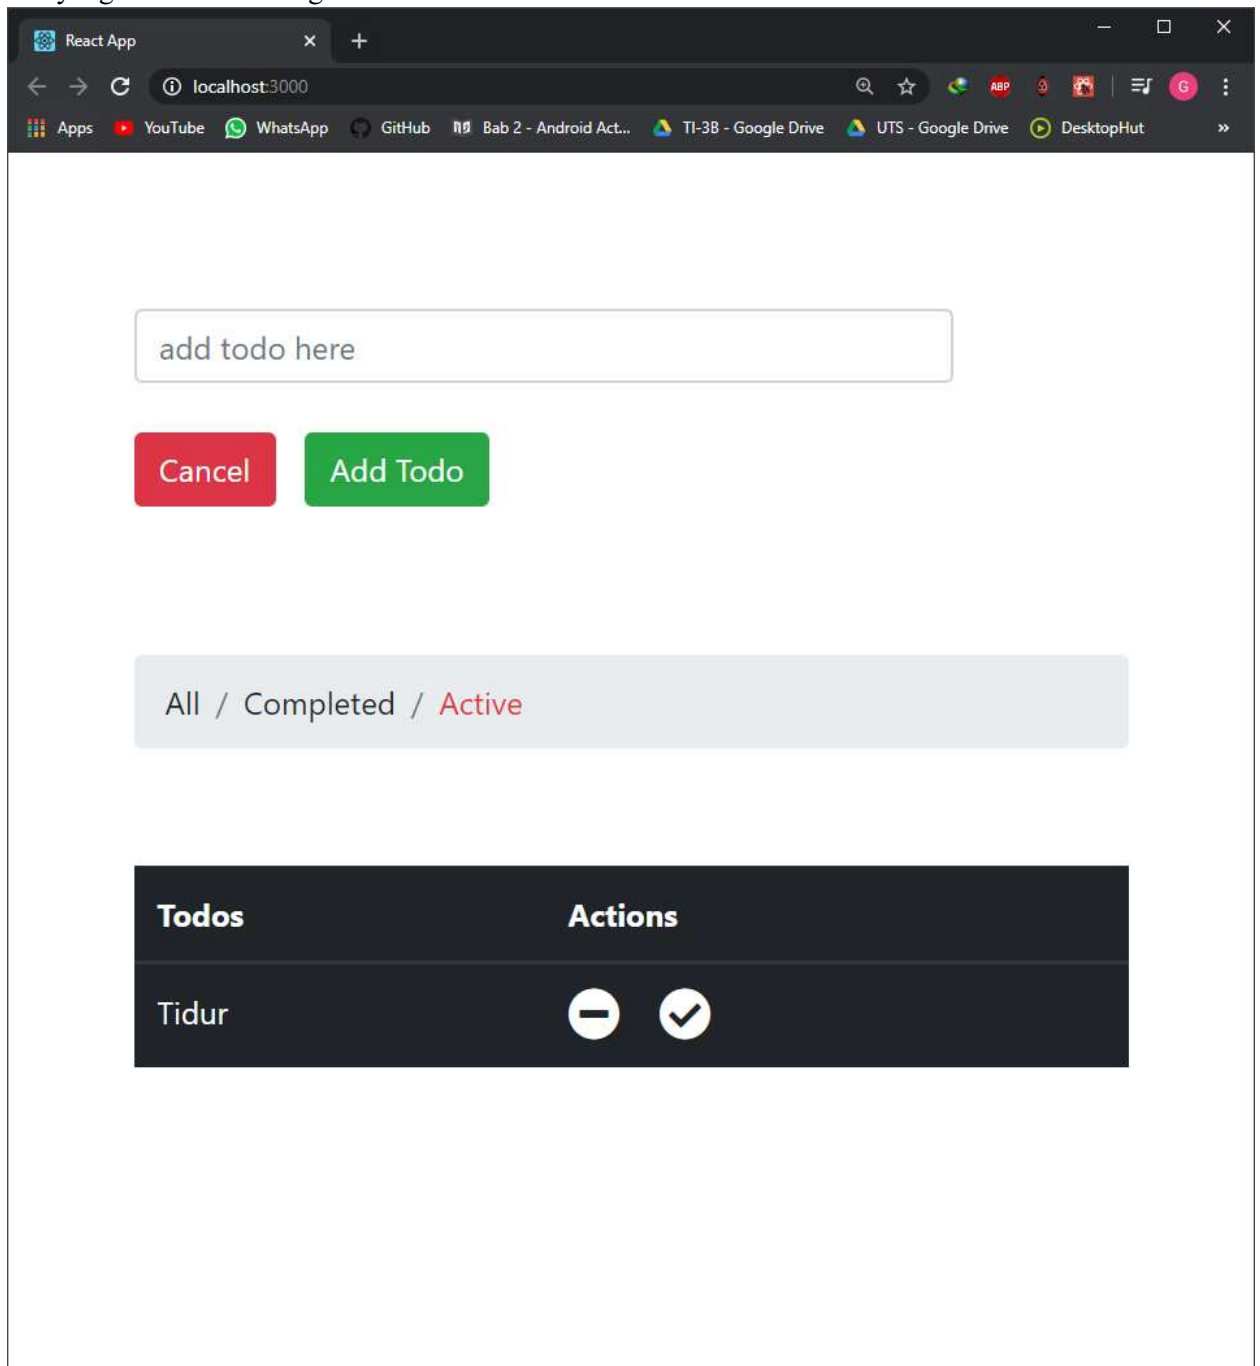 React App
localhost:3000
ABP
G
Apps YouTube WhatsApp GitHub Bab 2 - Android Act... TI-3B - Google Drive UTS - Google Drive DesktopHut »
add todo here
Cancel Add Todo
All / Completed / Active
Todos Actions
Tidur